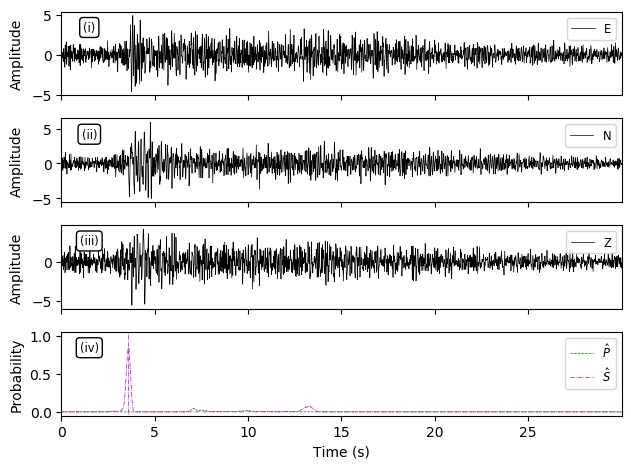 5
0
−5
Amplitude
(i)
E
5
0
−5
Amplitude
(ii)
N
0
−5
Amplitude
(iii)
Z
1.0
0.5
0.0
Probability
(iv)
P̂
Ŝ
0 5 10 15 20 25
Time (s)